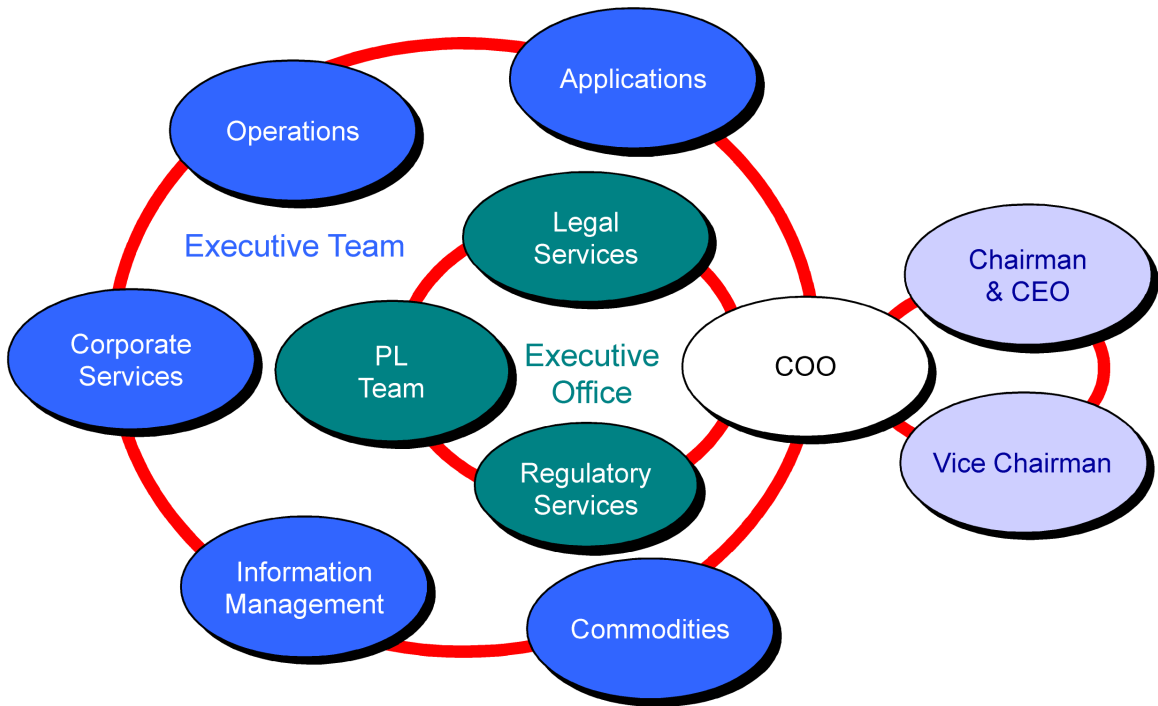 Applications
Operations
Legal
Services
Executive Team
Chairman
& CEO
Corporate
Services
PL
Team
Executive
Office
COO
Vice Chairman
Regulatory
Services
Information
Management
Commodities